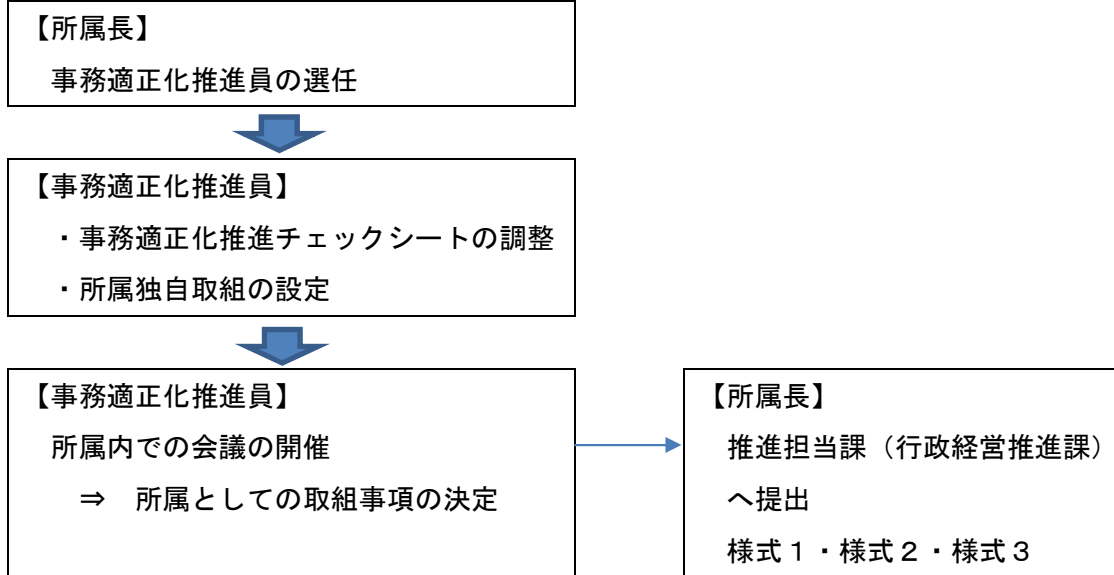 【所属長】
事務適正化推進員の選任
【事務適正化推進員】
・事務適正化推進チェックシートの調整
・所属独自取組の設定
【事務適正化推進員】
所属内での会議の開催
⇒　所属としての取組事項の決定
【所属長】
推進担当課（行政経営推進課）
へ提出
様式１・様式２・様式３